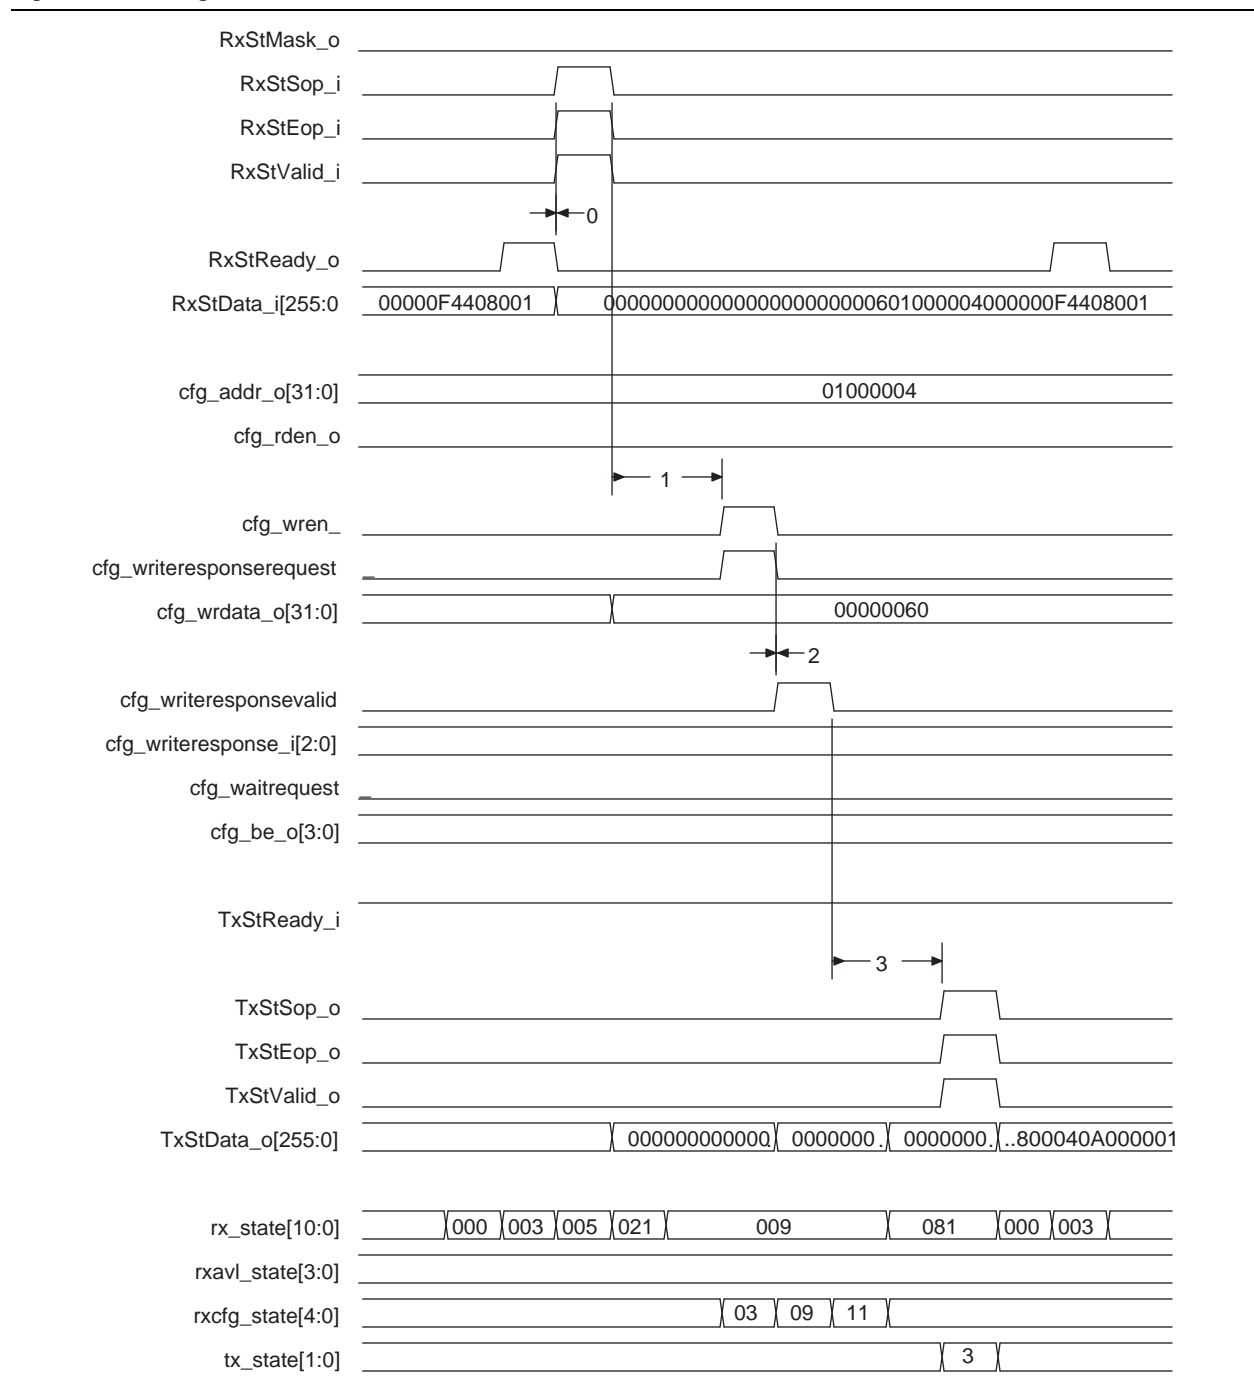 RxStMask_o
RxStSop_i
RxStEop_i
RxStValid_i
0
RxStReady_o
RxStData_i[255:0 00000F4408001 000000000000000000000000601000004000000F4408001
cfg_addr_o[31:0] 01000004
cfg_rden_o
1
cfg_wren_
cfg_writeresponserequest _
cfg_wrdata_o[31:0] 00000060
2
cfg_writeresponsevalid
cfg_writeresponse_i[2:0]
cfg_waitrequest _
cfg_be_o[3:0]
TxStReady_i
3
TxStSop_o
TxStEop_o
TxStValid_o
TxStData_o[255:0] 000000000000. 0000000. 0000000. ..800040A000001
rx_state[10:0] 000 003 005 021 009 081 000 003
rxavl_state[3:0]
rxcfg_state[4:0] 03 09 11
tx_state[1:0] 3